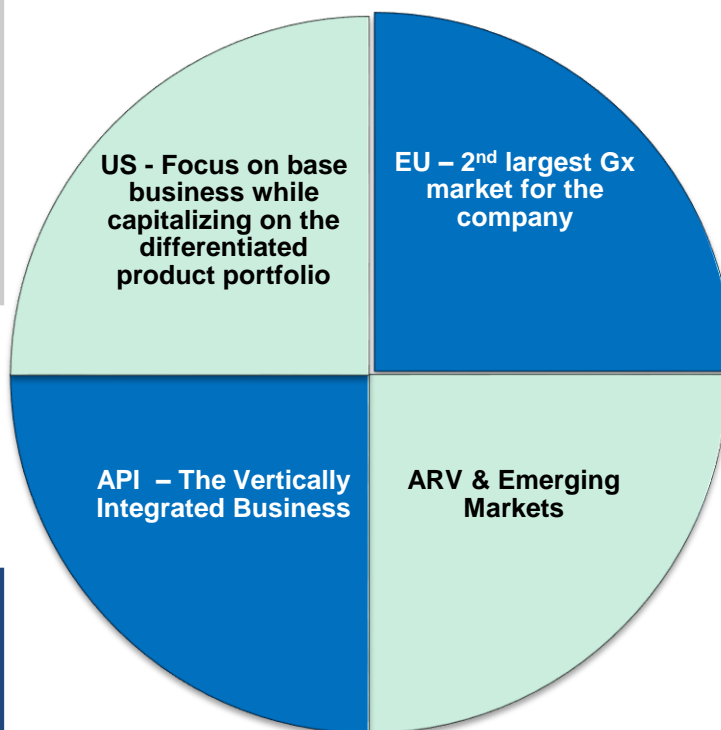 US - Focus on base
business while
capitalizing on the
differentiated
product portfolio
EU – 2nd largest Gx
market for the
company
API – The Vertically
Integrated Business
ARV & Emerging
Markets